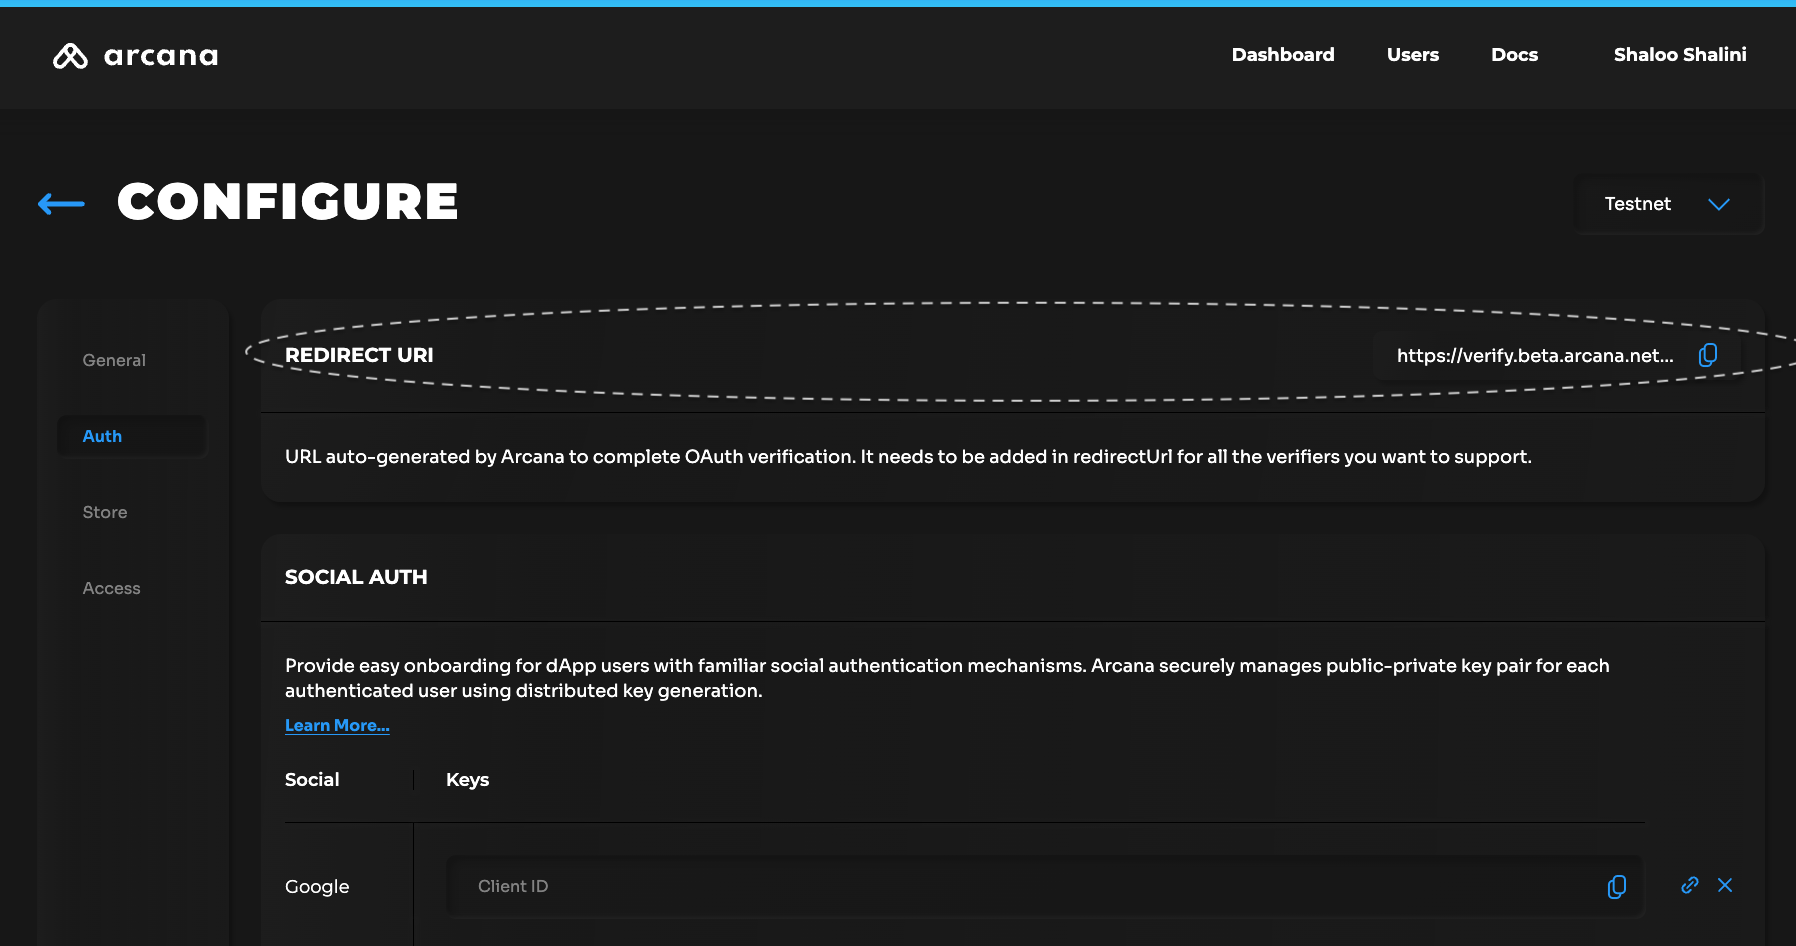 arcana
Dashboard Users Docs Shaloo Shalini
CONFIGURE
Testnet
General
Auth
Store
Access
REDIRECT URI
https://verify.beta.arcana.net...
URL auto-generated by Arcana to complete OAuth verification. It needs to be added in redirectUrl for all the verifiers you want to support.
SOCIAL AUTH
Provide easy onboarding for dApp users with familiar social authentication mechanisms. Arcana securely manages public-private key pair for each
authenticated user using distributed key generation.
Learn More...
Social Keys
Google Client ID